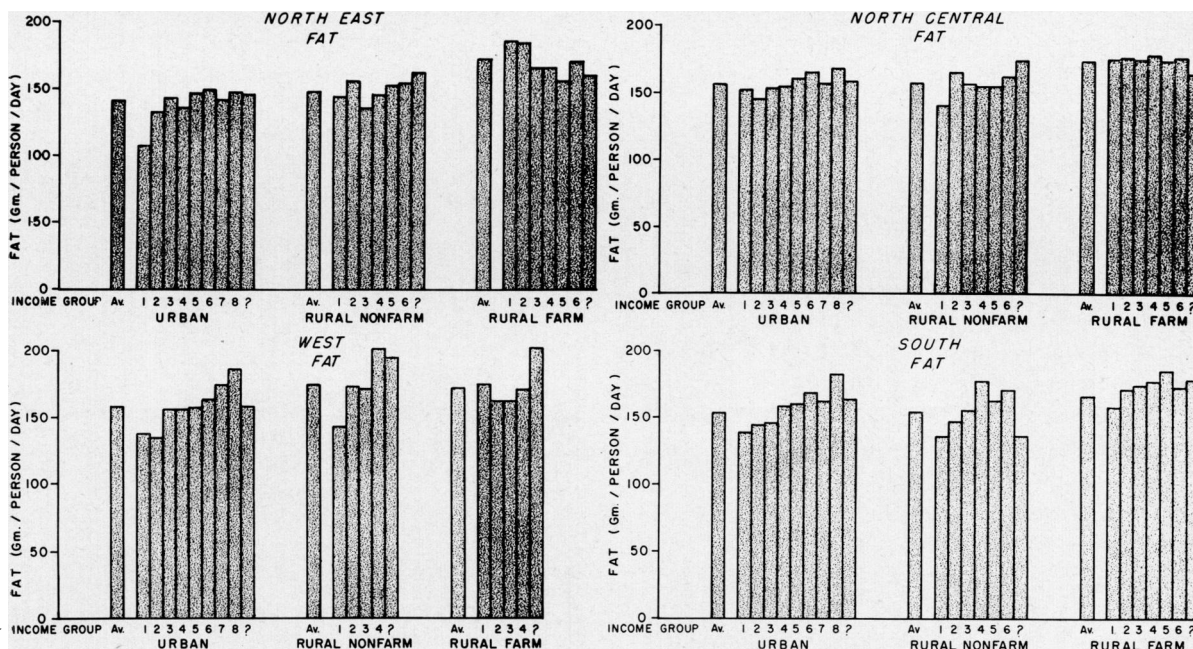 NORTH EAST
FAT
FAT (Gm. / PERSON / DAY)
200
150
100
50
0
INCOME GROUP Av. 1 2 3 4 5 6 7 8 ? Av. 1 2 3 4 5 6 ? Av. 1 2 3 4 5 6 ?
URBAN RURAL NONFARM RURAL FARM
NORTH CENTRAL
FAT
FAT (Gm. / PERSON / DAY)
200
150
100
50
0
INCOME GROUP Av. 1 2 3 4 5 6 7 8 ? Av. 1 2 3 4 5 6 ? Av. 1 2 3 4 5 6 ?
URBAN RURAL NONFARM RURAL FARM
WEST
FAT
FAT (Gm. / PERSON / DAY)
200
150
100
50
0
INCOME GROUP Av. 1 2 3 4 5 6 7 8 ? Av. 1 2 3 4 ? Av. 1 2 3 4 ?
URBAN RURAL NONFARM RURAL FARM
SOUTH
FAT
FAT (Gm. / PERSON / DAY)
200
150
100
50
0
INCOME GROUP Av. 1 2 3 4 5 6 7 8 ? Av. 1 2 3 4 5 6 ? Av. 1. 2 3 4 5 6 ?
URBAN RURAL NONFARM RURAL FARM